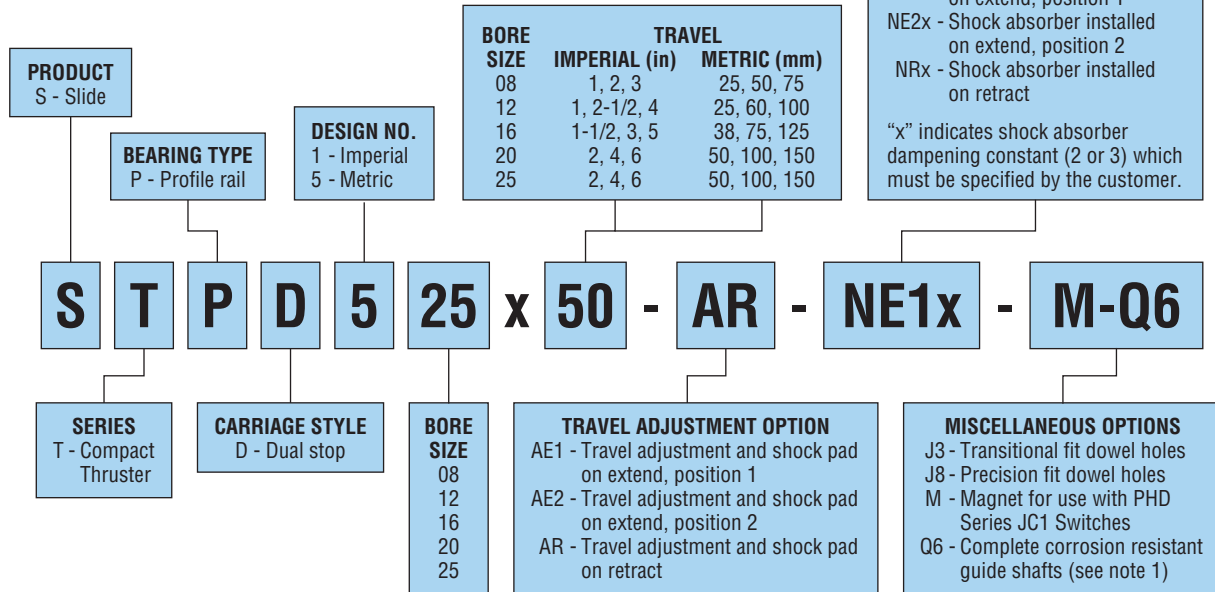 on extend, position 1
NE2x - Shock absorber installed
on extend, position 2
NRx - Shock absorber installed
on retract
"x" indicates shock absorber
dampening constant (2 or 3) which
must be specified by the customer.
BORE TRAVEL
SIZE IMPERIAL (in) METRIC (mm)
08 1, 2, 3 25, 50, 75
12 1, 2-1/2, 4 25, 60, 100
16 1-1/2, 3, 5 38, 75, 125
20 2, 4, 6 50, 100, 150
25 2, 4, 6 50, 100, 150
PRODUCT
S - Slide
BEARING TYPE
P - Profile rail
DESIGN NO.
1 - Imperial
5 - Metric
S T P D 5 25 x 50 - AR - NE1x - M-Q6
SERIES
T - Compact
Thruster
CARRIAGE STYLE
D - Dual stop
BORE
SIZE
08
12
16
20
25
TRAVEL ADJUSTMENT OPTION
AE1 - Travel adjustment and shock pad
on extend, position 1
AE2 - Travel adjustment and shock pad
on extend, position 2
AR - Travel adjustment and shock pad
on retract
MISCELLANEOUS OPTIONS
J3 - Transitional fit dowel holes
J8 - Precision fit dowel holes
M - Magnet for use with PHD
Series JC1 Switches
Q6 - Complete corrosion resistant
guide shafts (see note 1)